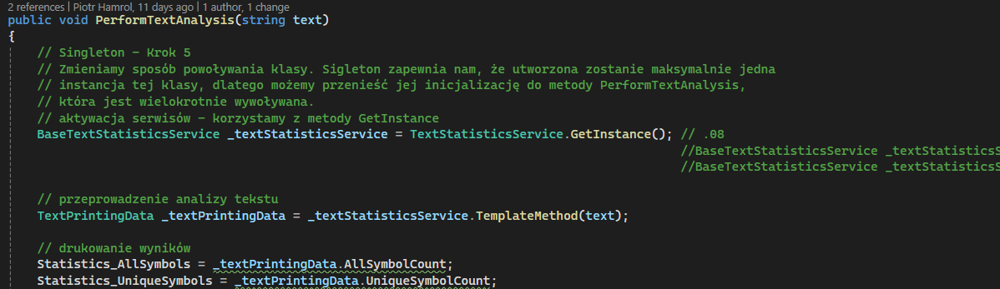 2 references | Piotr Hamrol, 11 days ago | 1 author, 1 change
public void PerformTextAnalysis(string text)
{
// Singleton – Krok 5
// Zmieniamy sposób powoływania klasy. Sigleton zapewnia nam, że utworzona zostanie maksymalnie jedna
// instancja tej klasy, dlatego możemy przenieść jej inicjalizację do metody PerformTextAnalysis,
// która jest wielokrotnie wywoływana.
// aktywacja serwisów – korzystamy z metody GetInstance
BaseTextStatisticsService _textStatisticsService = TextStatisticsService.GetInstance(); // .08
//BaseTextStatisticsService _textStatisticsS
//BaseTextStatisticsService _textStatisticsS
// przeprowadzenie analizy tekstu
TextPrintingData _textPrintingData = _textStatisticsService.TemplateMethod(text);
// drukowanie wyników
Statistics_AllSymbols = _textPrintingData.AllSymbolCount;
Statistics_UniqueSymbols = _textPrintingData.UniqueSymbolCount;